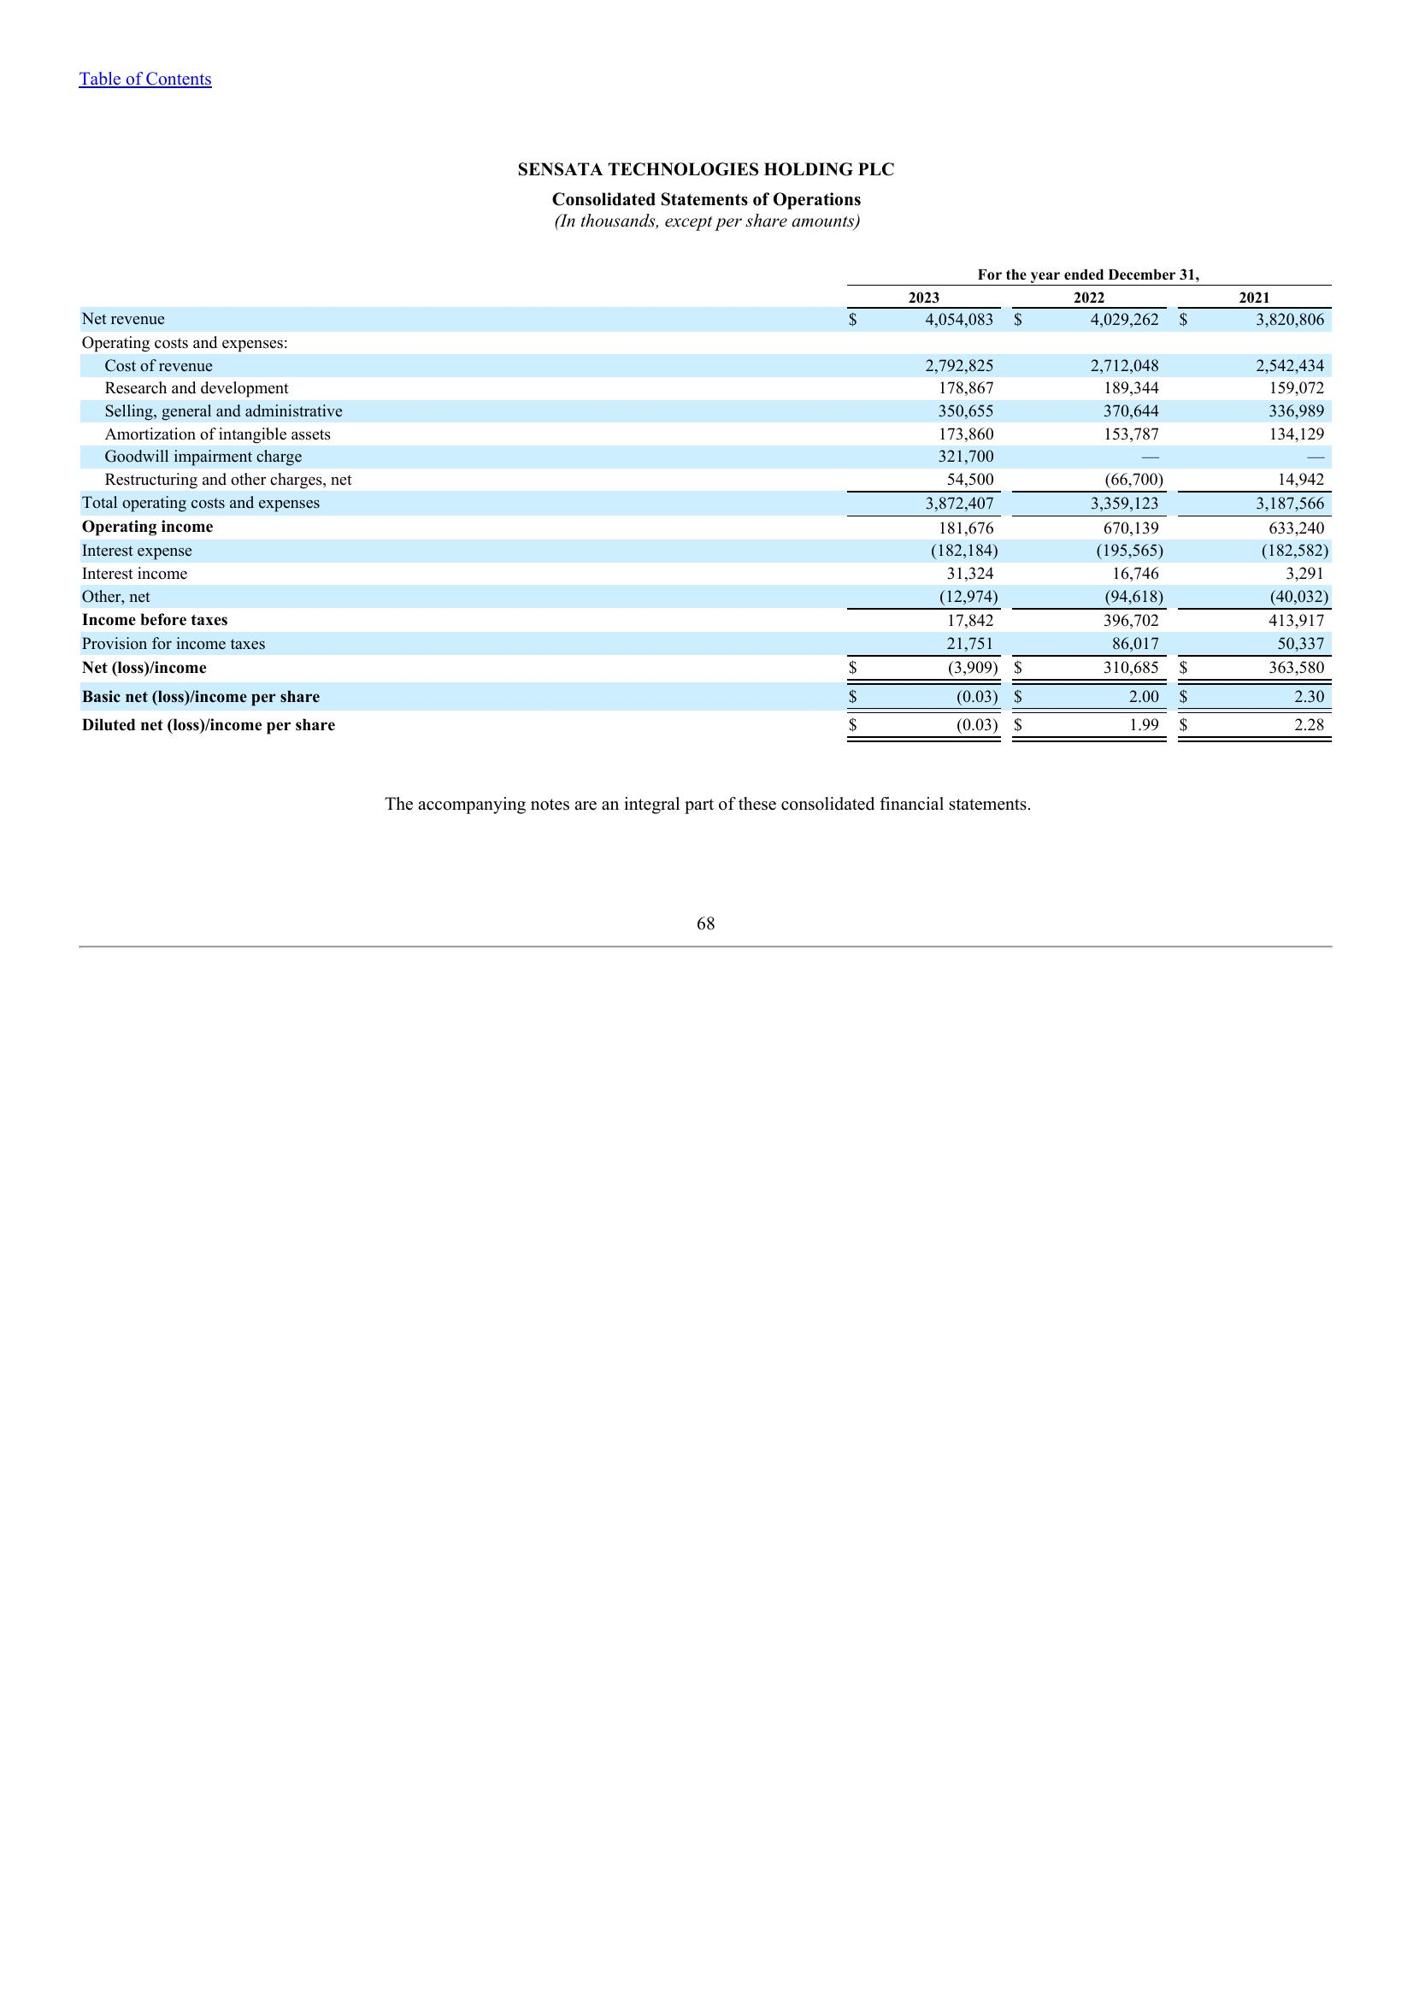 Table of Contents
SENSATA TECHNOLOGIES HOLDING PLC
Consolidated Statements of Operations
(In thousands, except per share amounts)
For the year ended December 31,
2023 2022 2021
Net revenue $ 4,054,083 $ 4,029,262 $ 3,820,806
Operating costs and expenses:
Cost of revenue 2,792,825 2,712,048 2,542,434
Research and development 178,867 189,344 159,072
Selling, general and administrative 350,655 370,644 336,989
Amortization of intangible assets 173,860 153,787 134,129
Goodwill impairment charge 321,700 — —
Restructuring and other charges, net 54,500 (66,700) 14,942
Total operating costs and expenses 3,872,407 3,359,123 3,187,566
Operating income 181,676 670,139 633,240
Interest expense (182,184) (195,565) (182,582)
Interest income 31,324 16,746 3,291
Other, net (12,974) (94,618) (40,032)
Income before taxes 17,842 396,702 413,917
Provision for income taxes 21,751 86,017 50,337
Net (loss)/income $ (3,909) $ 310,685 $ 363,580
Basic net (loss)/income per share $ (0.03) $ 2.00 $ 2.30
Diluted net (loss)/income per share $ (0.03) $ 1.99 $ 2.28
The accompanying notes are an integral part of these consolidated financial statements.
68